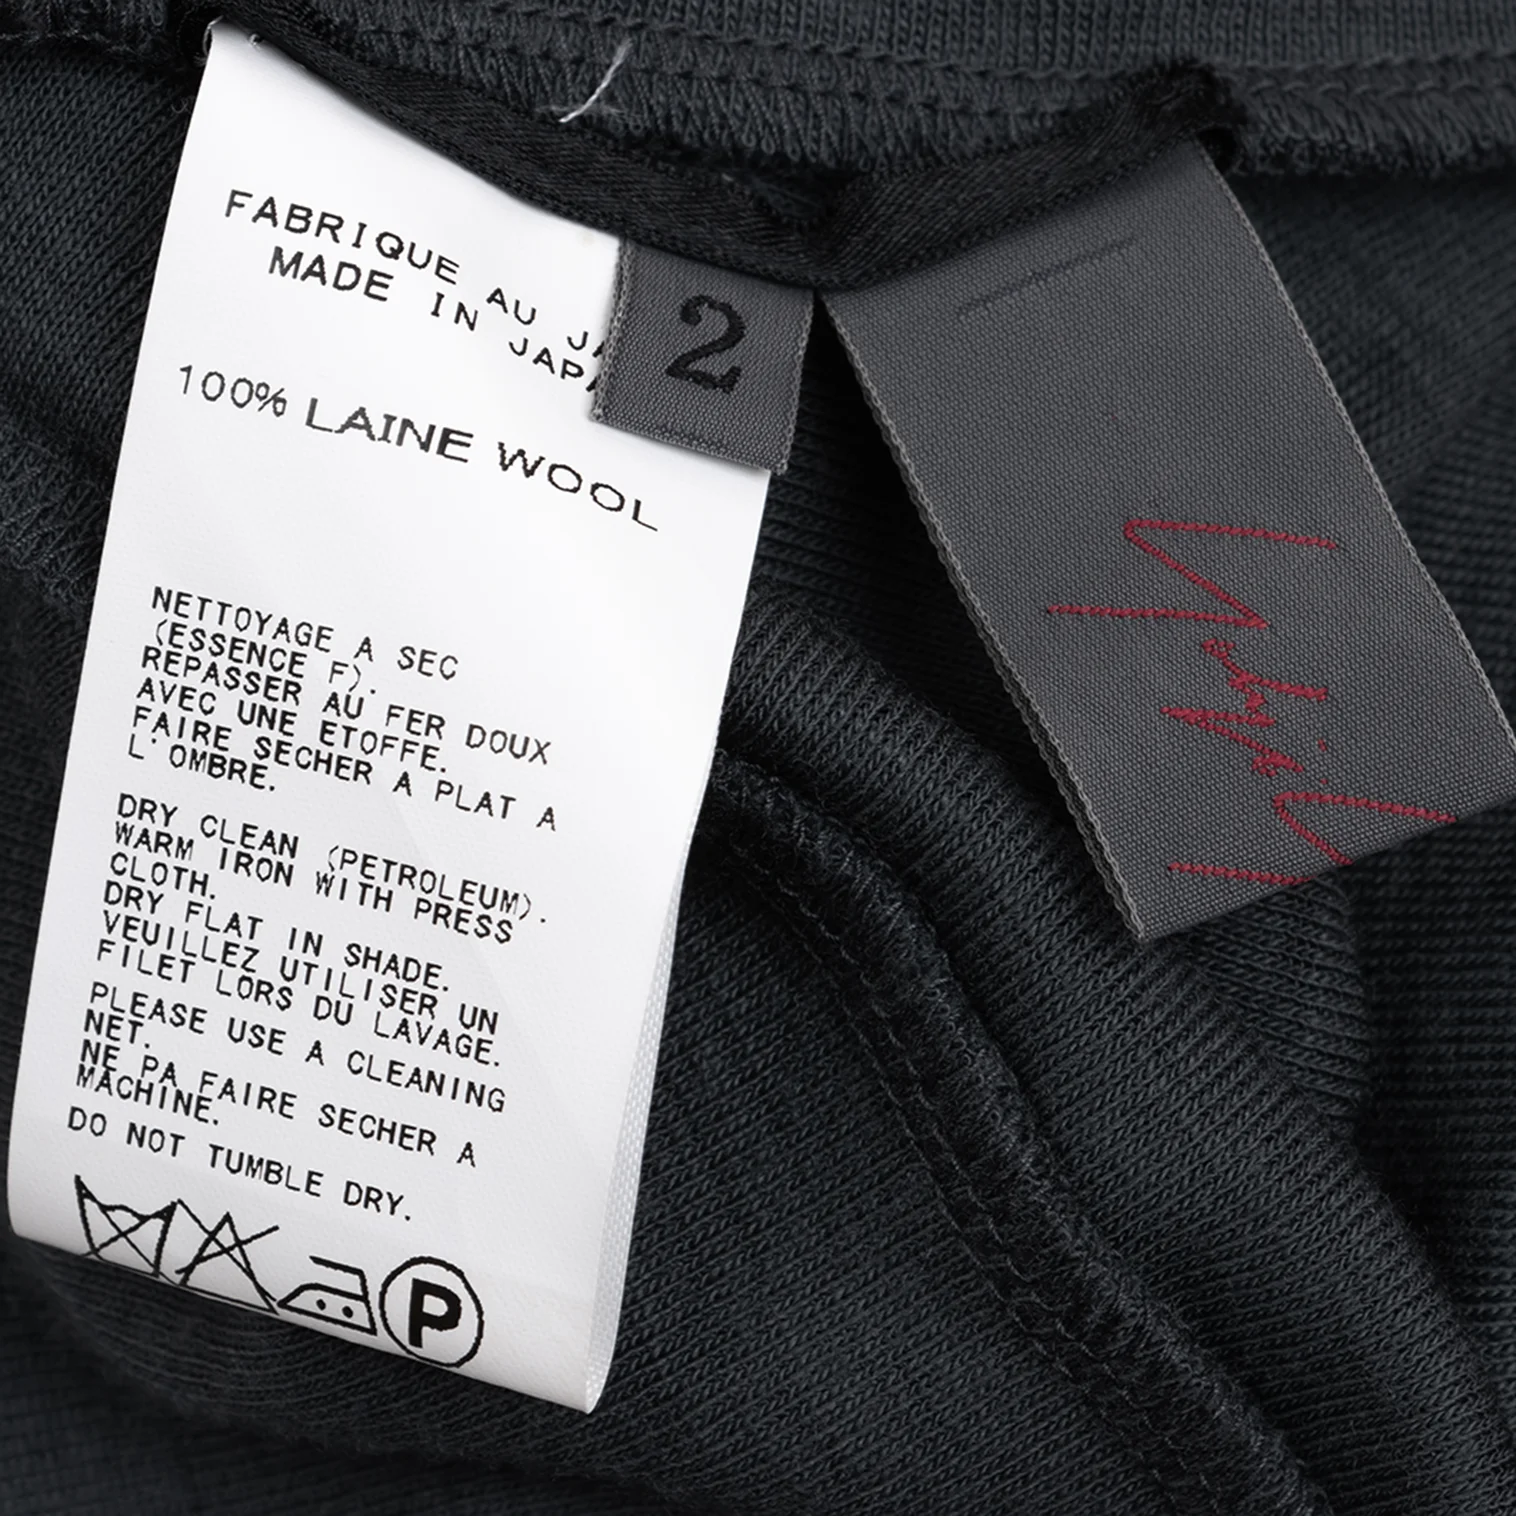 FABRIQUE AU JA
MADE IN JAPA
2
100% LAINE WOOL
NETTOYAGE A SEC
(ESSENCE F).
REPASSER AU FER DOUX
AVEC UNE ETOFFE.
FAIRE SECHER A PLAT A
L'OMBRE.
DRY CLEAN (PETROLEUM).
WARM IRON WITH PRESS
CLOTH.
DRY FLAT IN SHADE.
VEUILLEZ UTILISER UN
FILET LORS DU LAVAGE.
PLEASE USE A CLEANING
NET.
NE PA FAIRE SECHER A
MACHINE.
DO NOT TUMBLE DRY.
P